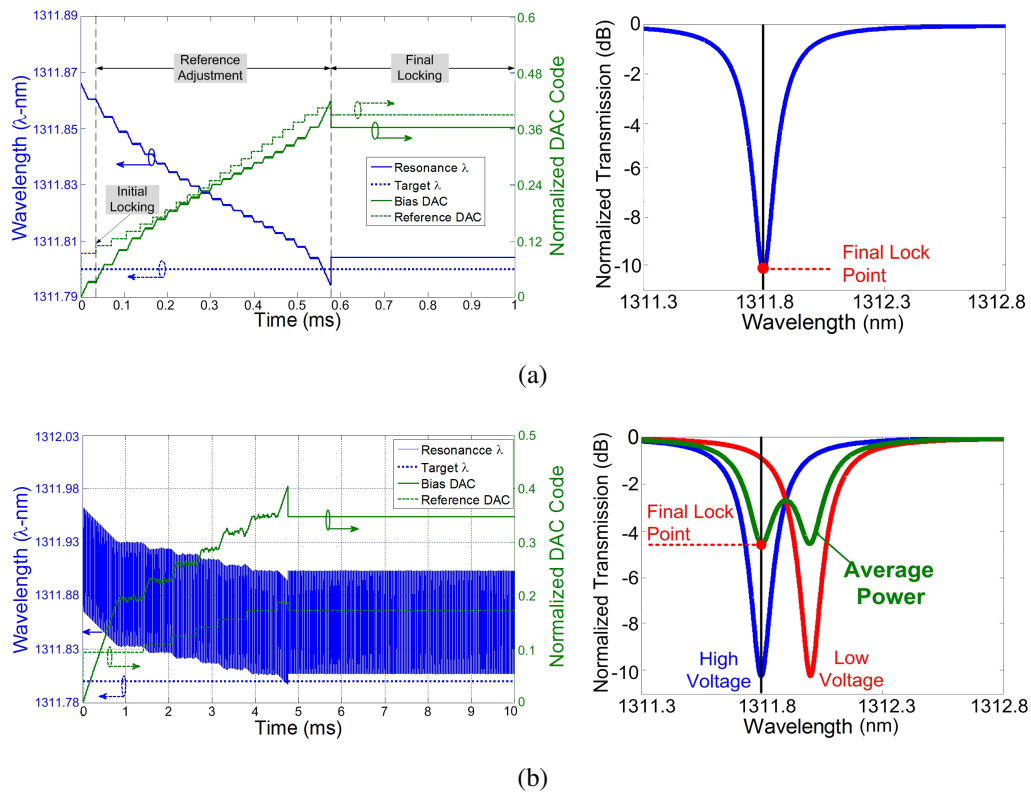 1311.89
1311.87
1311.85
1311.83
1311.81
1311.79
Wavelength (λ-nm)
0.6
0.48
0.36
0.24
0.12
0
Normalized DAC Code
Reference
Adjustment
Final
Locking
Initial
Locking
Resonance λ
Target λ
Bias DAC
Reference DAC
0 0.1 0.2 0.3 0.4 0.5 0.6 0.7 0.8 0.9 1
Time (ms)
0
-2
-4
-6
-8
-10
Normalized Transmission (dB)
Final Lock
Point
1311.3 1311.8 1312.3 1312.8
Wavelength (nm)
(a)
1312.03
1311.98
1311.93
1311.88
1311.83
1311.78
Wavelength (λ-nm)
0.5
0.4
0.3
0.2
0.1
0
Normalized DAC Code
Resonancce λ
Target λ
Bias DAC
Reference DAC
0 1 2 3 4 5 6 7 8 9 10
Time (ms)
0
-2
-4
-6
-8
-10
Normalized Transmission (dB)
Final Lock
Point
Average
Power
High
Voltage
Low
Voltage
1311.3 1311.8 1312.3 1312.8
Wavelength (nm)
(b)